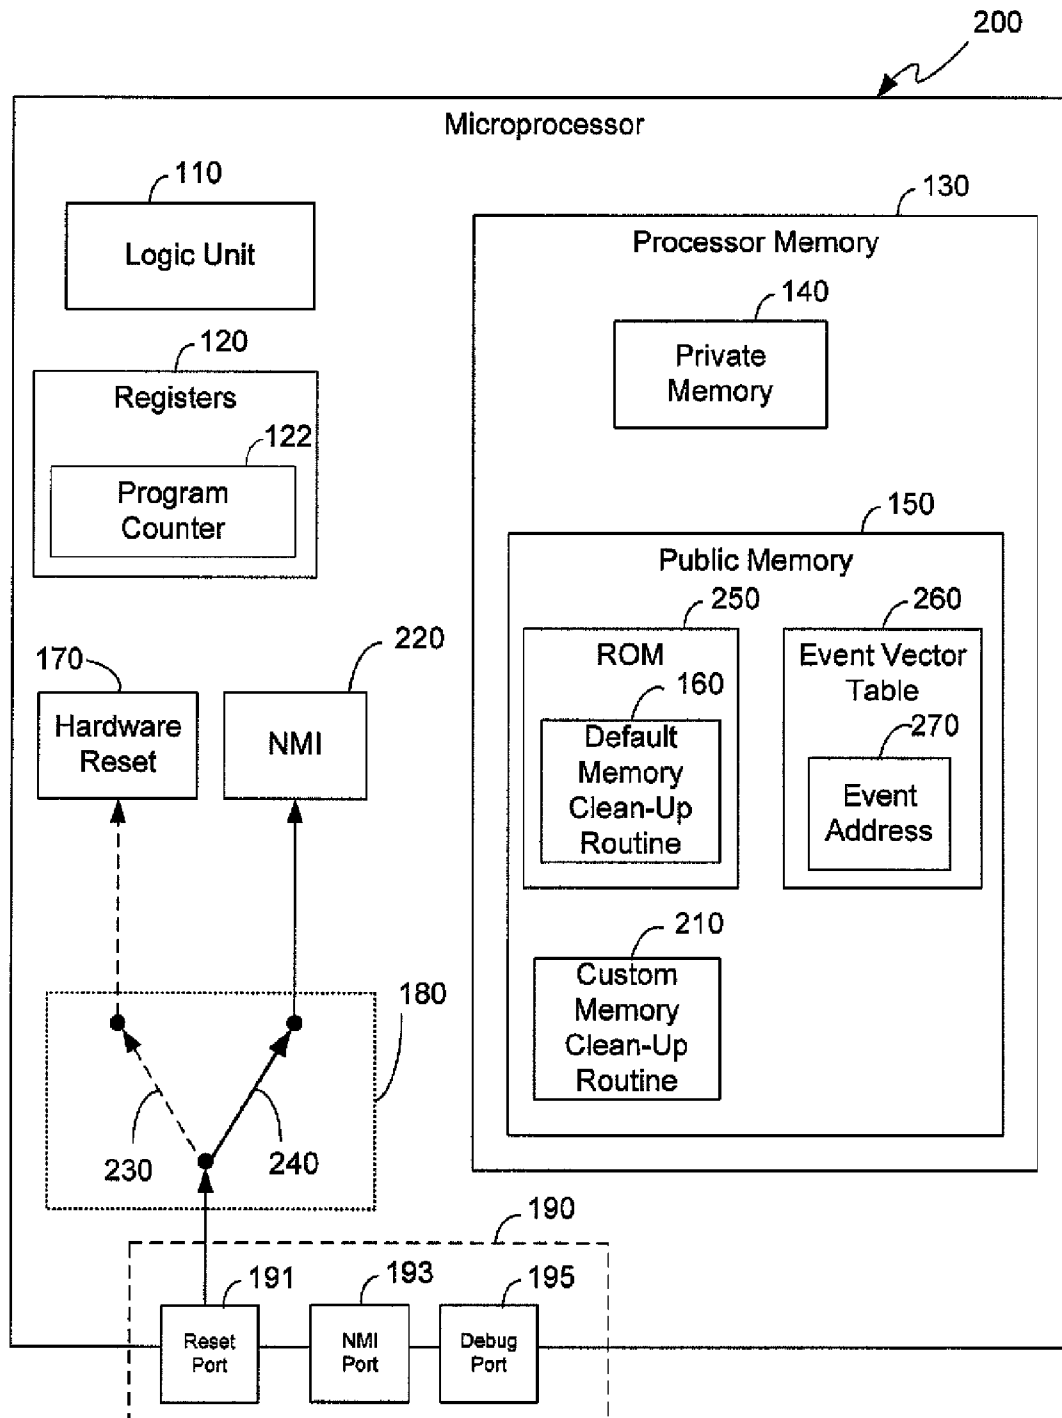 200
Microprocessor
110
Logic Unit
130
Processor Memory
140
Private
Memory
120
Registers
122
Program
Counter
150
Public Memory
250
ROM
160
Default
Memory
Clean-Up
Routine
260
Event Vector
Table
270
Event
Address
170
Hardware
Reset
220
NMI
210
Custom
Memory
Clean-Up
Routine
180
230
240
190
191
Reset
Port
193
NMI
Port
195
Debug
Port